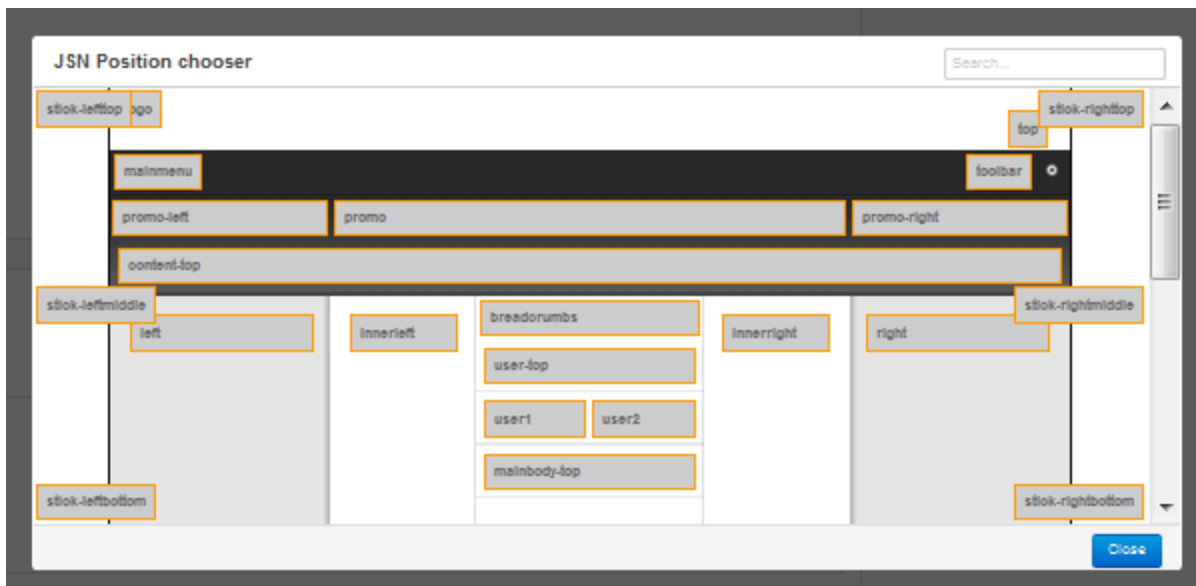 JSN Position chooser
Search...
stick-lefttop
ogo
stick-righttop
top
mainmenu
toolbar
promo-left
promo
promo-right
content-top
stick-leftmiddle
stick-rightmiddle
left
innerleft
breadcrumbs
innerright
right
user-top
user1
user2
mainbody-top
stick-leftbottom
stick-rightbottom
Close